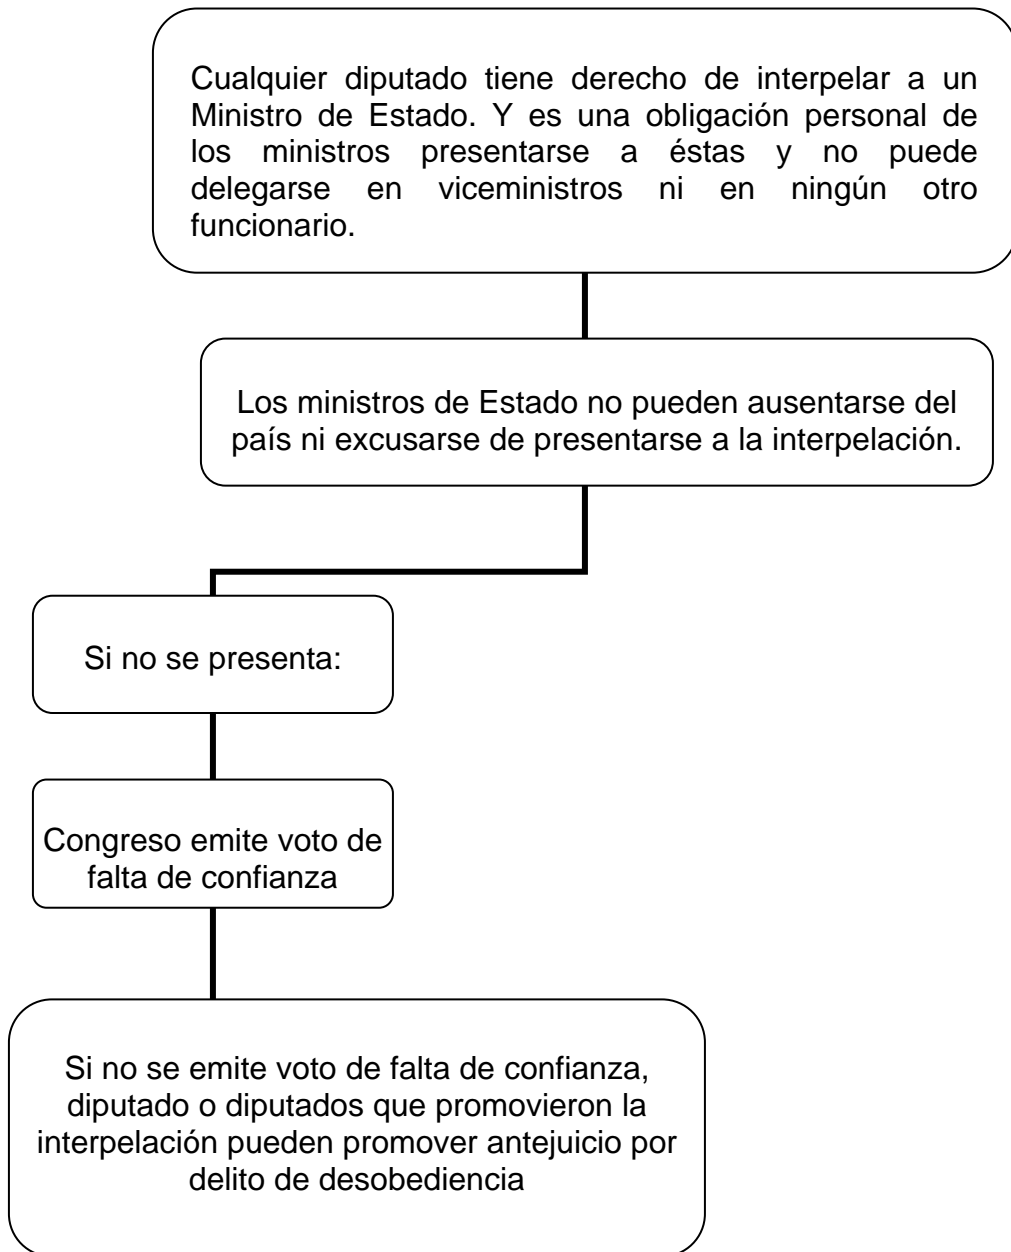 Cualquier diputado tiene derecho de interpelar a un
Ministro de Estado. Y es una obligación personal de
los ministros presentarse a éstas y no puede
delegarse en viceministros ni en ningún otro
funcionario.
Los ministros de Estado no pueden ausentarse del
país ni excusarse de presentarse a la interpelación.
Si no se presenta:
Congreso emite voto de
falta de confianza
Si no se emite voto de falta de confianza,
diputado o diputados que promovieron la
interpelación pueden promover antejuicio por
delito de desobediencia